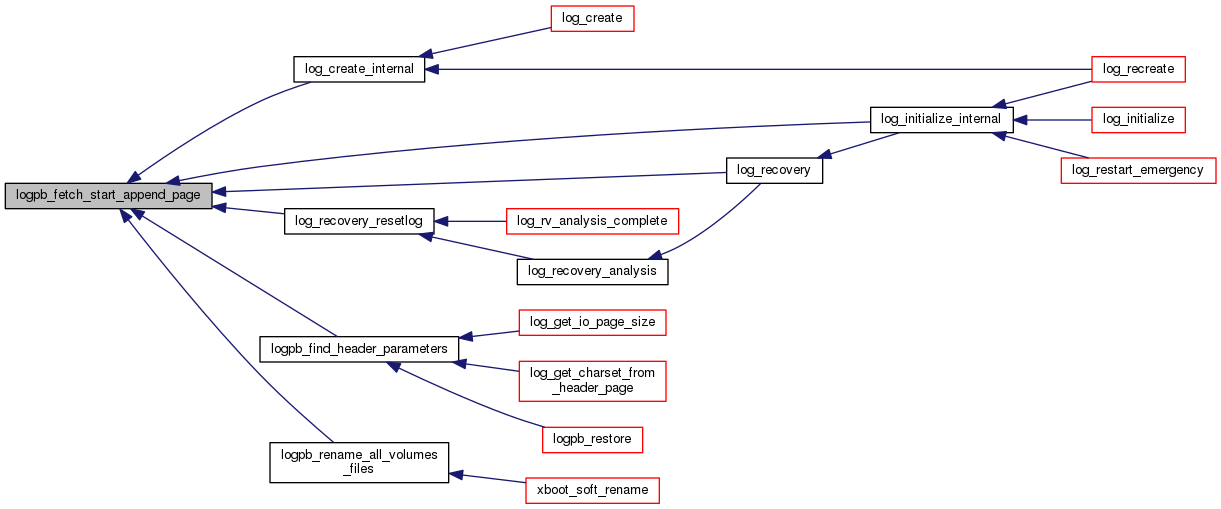 log_create
log_create_internal
log_recreate
log_initialize_internal
log_initialize
log_recovery
log_restart_emergency
logpb_fetch_start_append_page
log_recovery_resetlog
log_rv_analysis_complete
log_recovery_analysis
log_get_io_page_size
logpb_find_header_parameters
log_get_charset_from
_header_page
logpb_restore
logpb_rename_all_volumes
_files
xboot_soft_rename